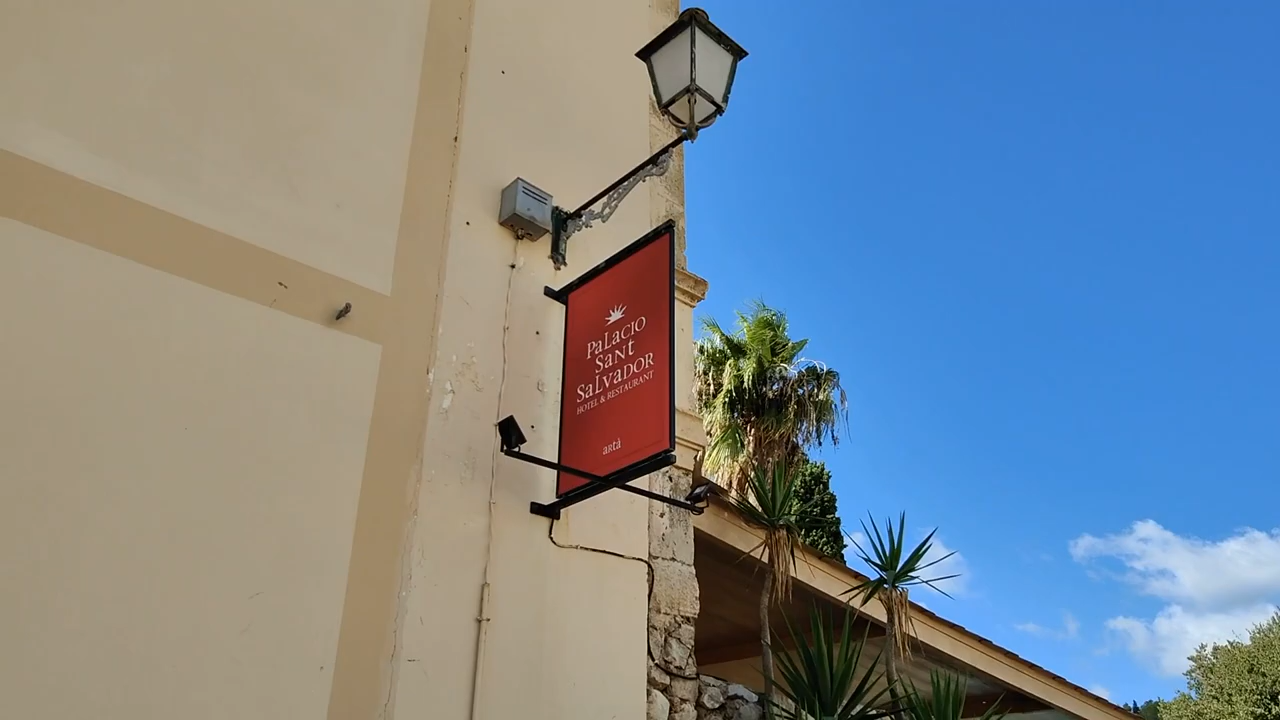 PaLaCIO
SaNt
SaLvaDOR
HOTEL & RESTAURANT
aRtà